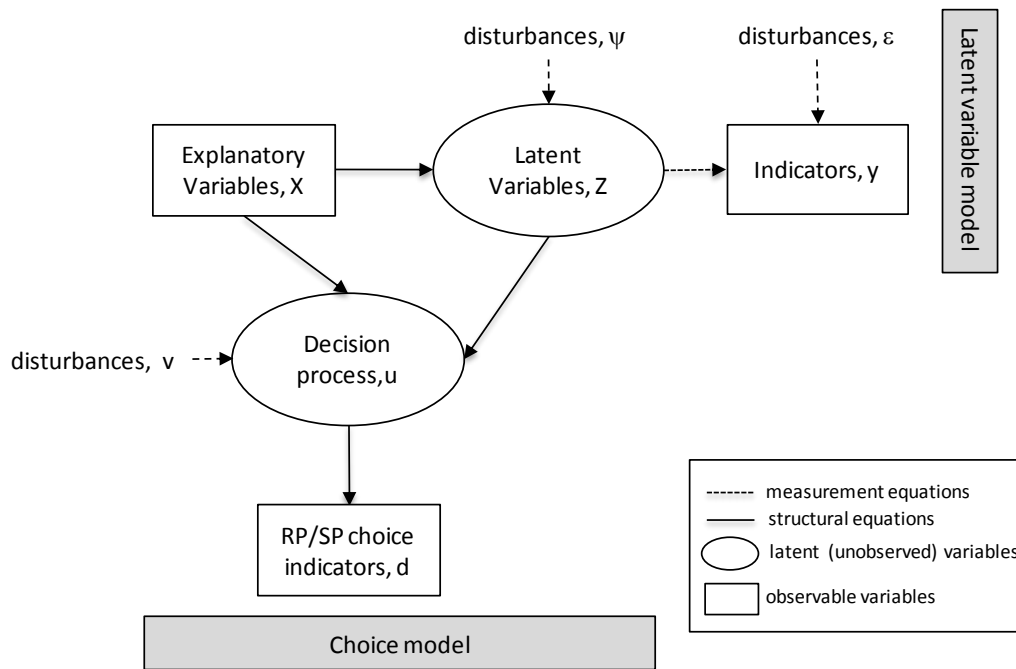 disturbances, ψ
disturbances, ε
Latent variable model
Explanatory
Variables, X
Latent
Variables, Z
Indicators, y
disturbances, v
Decision
process,u
RP/SP choice
indicators, d
measurement equations
structural equations
latent (unobserved) variables
observable variables
Choice model